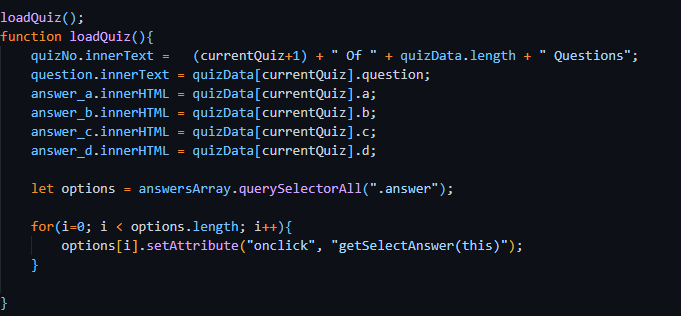 loadQuiz();
function loadQuiz(){
    quizNo.innerText =   (currentQuiz+1) + " Of " + quizData.length + " Questions";
    question.innerText = quizData[currentQuiz].question;
    answer_a.innerHTML = quizData[currentQuiz].a;
    answer_b.innerHTML = quizData[currentQuiz].b;
    answer_c.innerHTML = quizData[currentQuiz].c;
    answer_d.innerHTML = quizData[currentQuiz].d;

    let options = answersArray.querySelectorAll(".answer");

    for(i=0; i < options.length; i++){
        options[i].setAttribute("onclick", "getSelectAnswer(this)");
    }

}